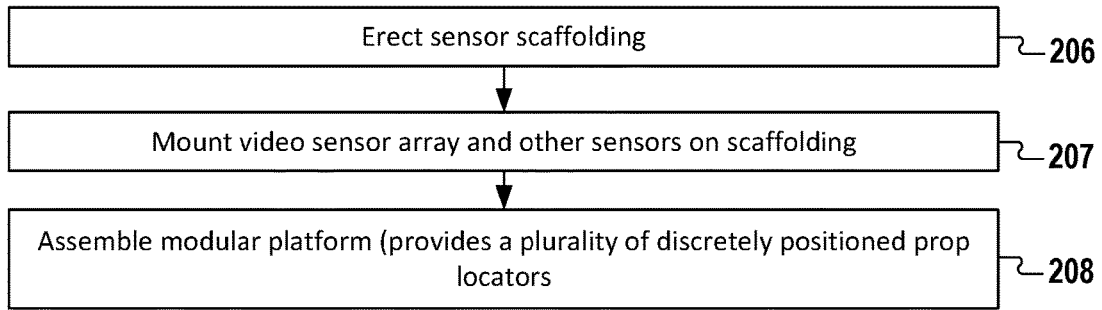 Erect sensor scaffolding
206
Mount video sensor array and other sensors on scaffolding
207
Assemble modular platform (provides a plurality of discretely positioned prop
locators
208